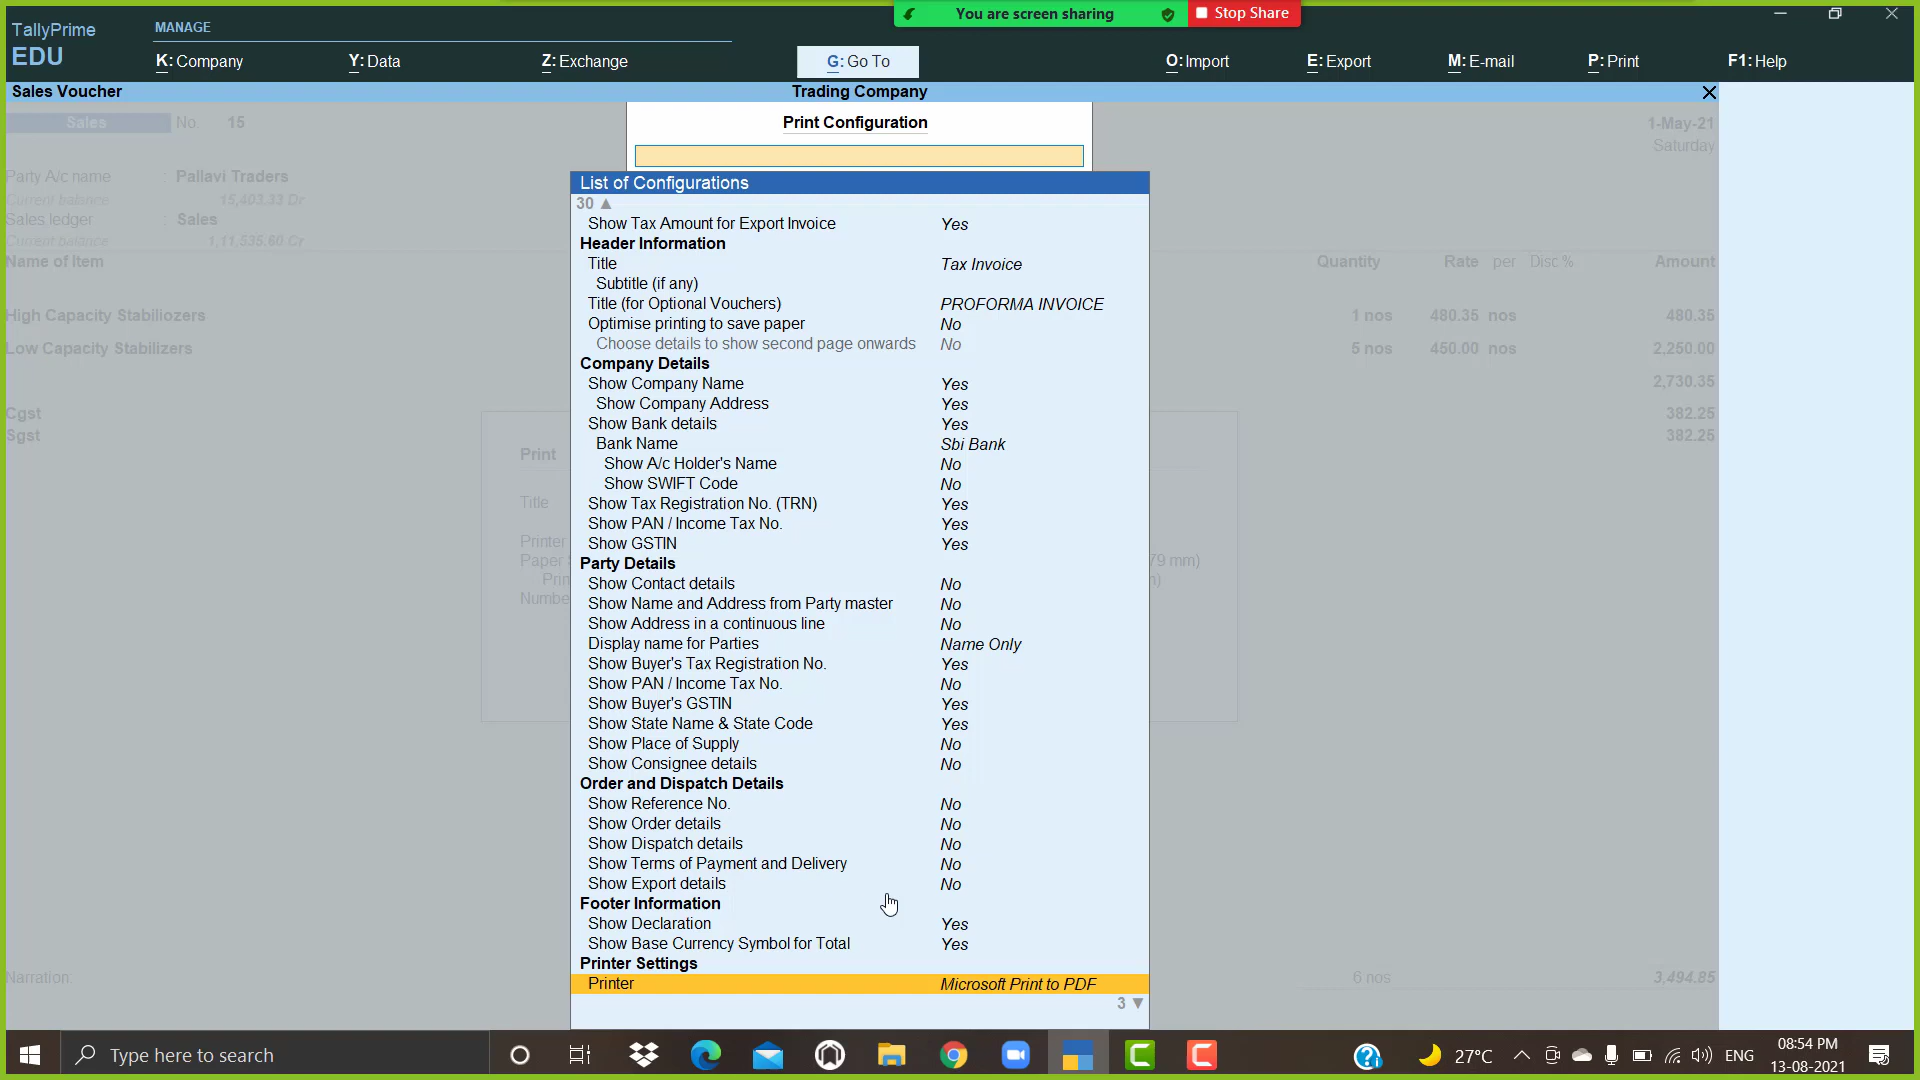 You are screen sharing
Stop Share
TallyPrime
EDU
MANAGE
K: Company
Y: Data
Z: Exchange
G: Go To
O: Import
E: Export
M: E-mail
P: Print
F1: Help
Sales Voucher
Trading Company
Sales No. 15
1-May-21
Saturday
Party A/c name : Pallavi Traders
Current balance 15,403.33 Dr
Sales ledger : Sales
Current balance 1,11,535.60 Cr
Name of Item Quantity Rate per Disc % Amount
High Capacity Stabiliozers 1 nos 480.35 nos 480.35
Low Capacity Stabilizers 5 nos 450.00 nos 2,250.00
2,730.35
Cgst 382.25
Sgst 382.25
Print
Title
Printer
Paper
79 mm)
Narration:
6 nos 3,494.85
Print Configuration
List of Configurations
30 ▲
Show Tax Amount for Export Invoice Yes
Header Information
Title Tax Invoice
Subtitle (if any)
Title (for Optional Vouchers) PROFORMA INVOICE
Optimise printing to save paper No
Choose details to show second page onwards No
Company Details
Show Company Name Yes
Show Company Address Yes
Show Bank details Yes
Bank Name Sbi Bank
Show A/c Holder's Name No
Show SWIFT Code No
Show Tax Registration No. (TRN) Yes
Show PAN / Income Tax No. Yes
Show GSTIN Yes
Party Details
Show Contact details No
Show Name and Address from Party master No
Show Address in a continuous line No
Display name for Parties Name Only
Show Buyer's Tax Registration No. Yes
Show PAN / Income Tax No. No
Show Buyer's GSTIN Yes
Show State Name & State Code Yes
Show Place of Supply No
Show Consignee details No
Order and Dispatch Details
Show Reference No. No
Show Order details No
Show Dispatch details No
Show Terms of Payment and Delivery No
Show Export details No
Footer Information
Show Declaration Yes
Show Base Currency Symbol for Total Yes
Printer Settings
Printer Microsoft Print to PDF
3 ▼
Type here to search
27°C
ENG
08:54 PM
13-08-2021